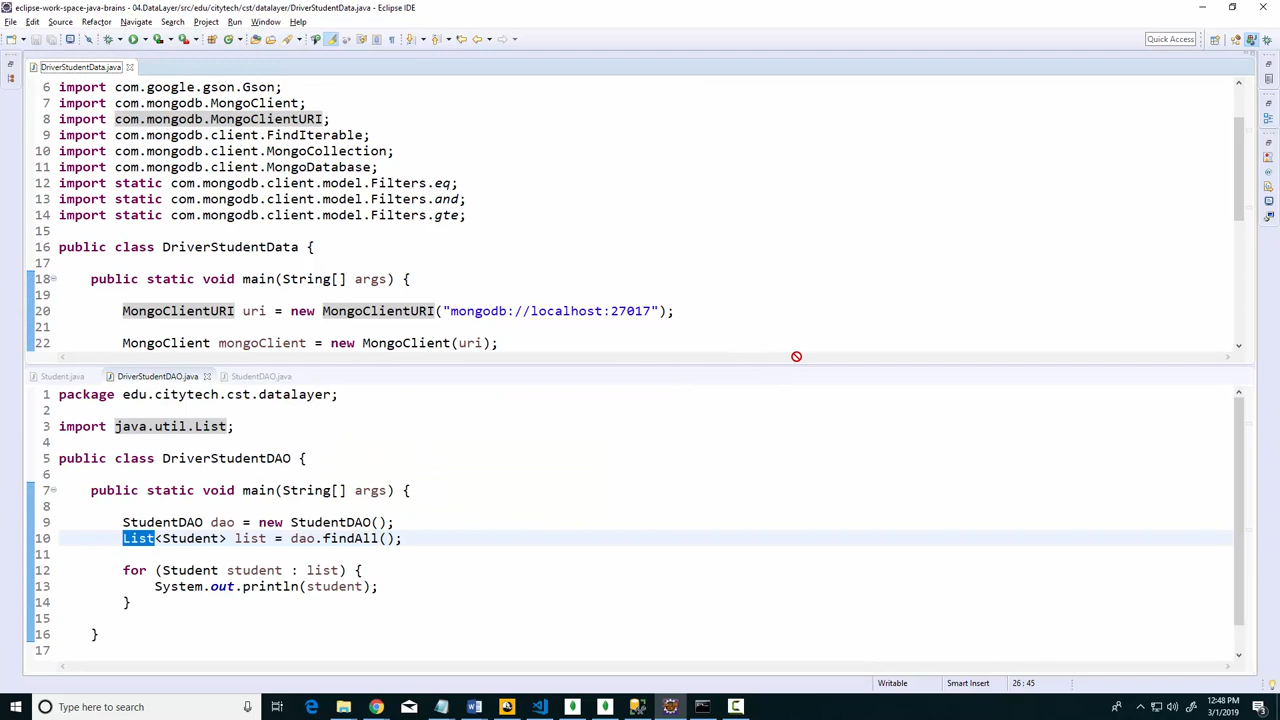 eclipse-work-space-java-brains - 04.DataLayer/src/edu/citytech/cst/datalayer/DriverStudentData.java - Eclipse IDE
File Edit Source Refactor Navigate Search Project Run Window Help
Quick Access
DriverStudentData.java
6 import com.google.gson.Gson;
7 import com.mongodb.MongoClient;
8 import com.mongodb.MongoClientURI;
9 import com.mongodb.client.FindIterable;
10 import com.mongodb.client.MongoCollection;
11 import com.mongodb.client.MongoDatabase;
12 import static com.mongodb.client.model.Filters.eq;
13 import static com.mongodb.client.model.Filters.and;
14 import static com.mongodb.client.model.Filters.gte;
15
16 public class DriverStudentData {
17
18 public static void main(String[] args) {
19
20 MongoClientURI uri = new MongoClientURI("mongodb://localhost:27017");
21
22 MongoClient mongoClient = new MongoClient(uri);
Student.java DriverStudentDAO.java StudentDAO.java
1 package edu.citytech.cst.datalayer;
2
3 import java.util.List;
4
5 public class DriverStudentDAO {
6
7 public static void main(String[] args) {
8
9 StudentDAO dao = new StudentDAO();
10 List<Student> list = dao.findAll();
11
12 for (Student student : list) {
13 System.out.println(student);
14 }
15
16 }
17
Writable Smart Insert 26 : 45
Type here to search
12:48 PM
3/1/2019